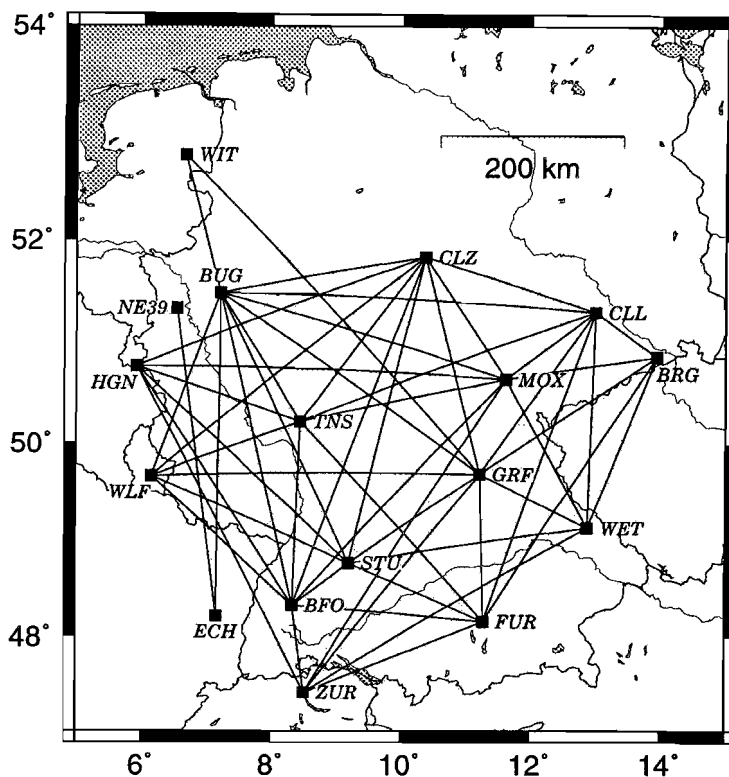 54°
WIT
200 km
52°
CLZ
BUG
NE39
CLL
HGN
MOX
BRG
TNS
50°
WLF
GRF
WET
STU
BFO
ECH
FUR
48°
ZUR
6°
8°
10°
12°
14°